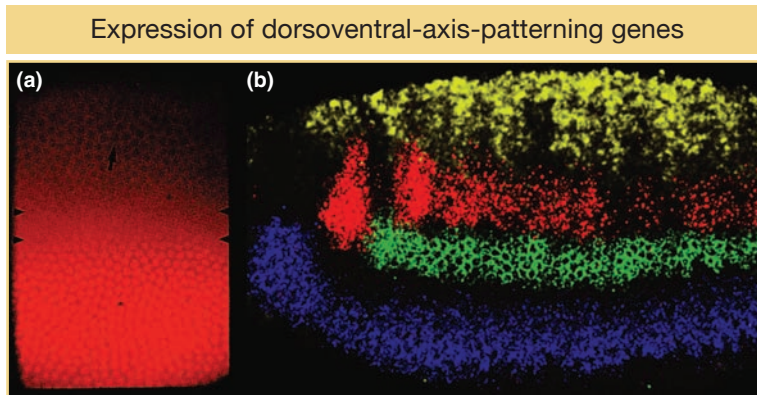 Expression of dorsoventral-axis-patterning genes
(a)
(b)